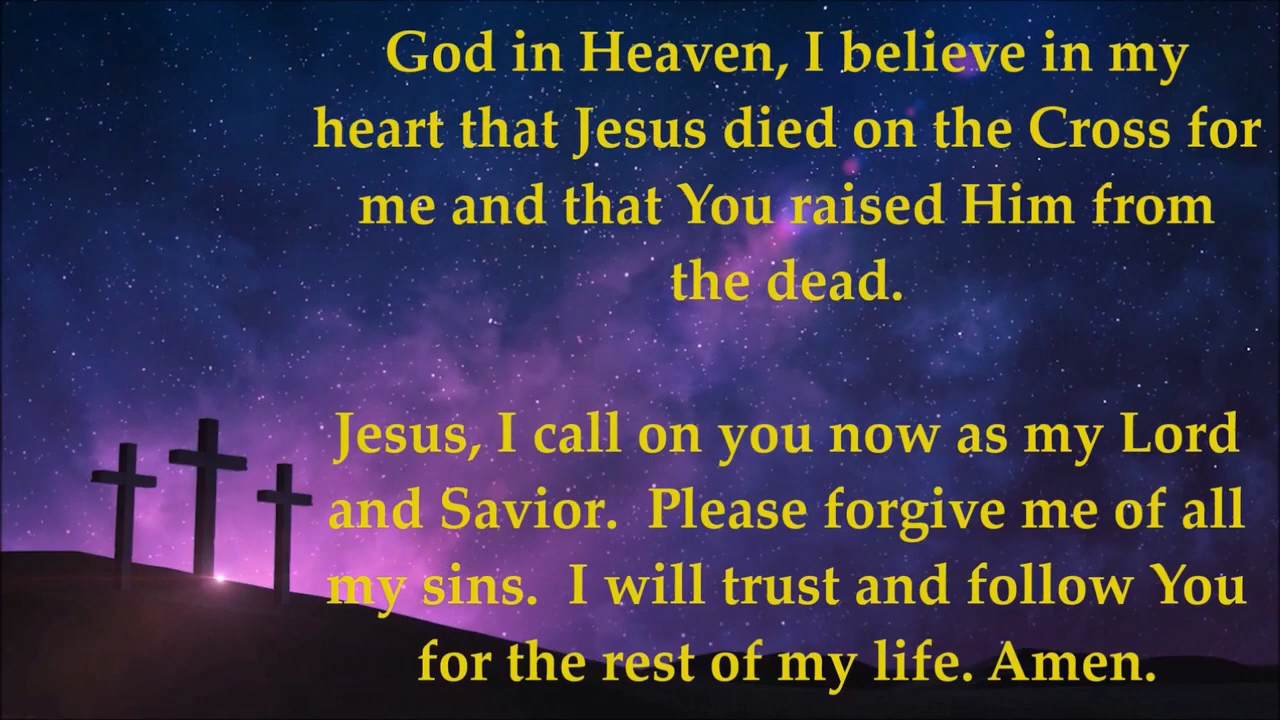 God in Heaven, I believe in my
heart that Jesus died on the Cross for
me and that You raised Him from
the dead.
Jesus, I call on you now as my Lord
and Savior.  Please forgive me of all
my sins.  I will trust and follow You
for the rest of my life. Amen.